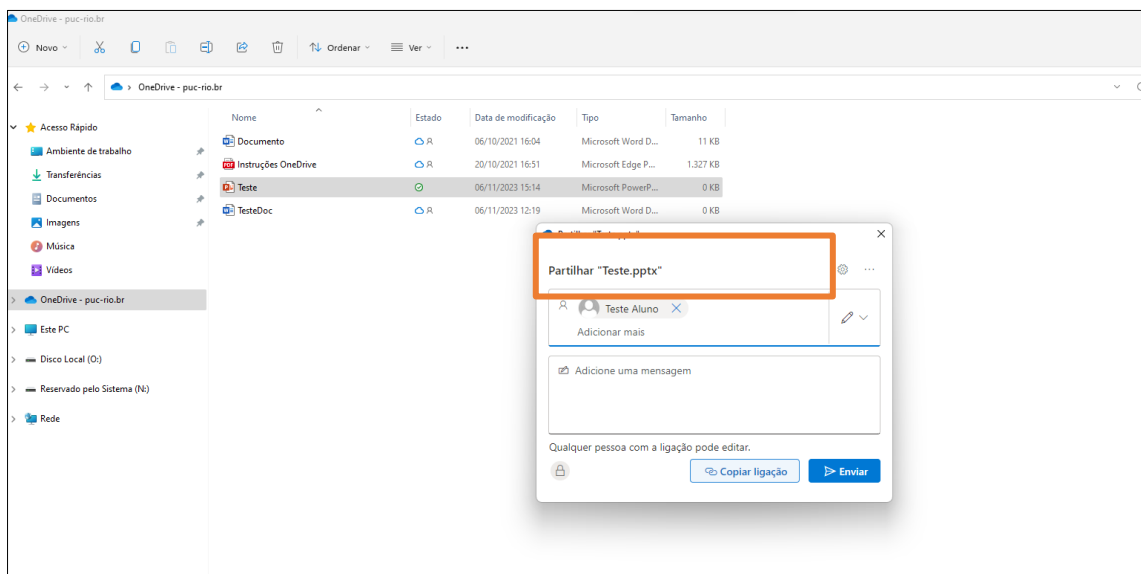 OneDrive - puc-rio.br
Novo
Ordenar
Ver
OneDrive - puc-rio.br
Nome Estado Data de modificação Tipo Tamanho
Acesso Rápido
Documento 06/10/2021 16:04 Microsoft Word D... 11 KB
Ambiente de trabalho
PDF Instruções OneDrive 20/10/2021 16:51 Microsoft Edge P... 1.327 KB
Transferências
Teste 06/11/2023 15:14 Microsoft PowerP... 0 KB
Documentos
TesteDoc 06/11/2023 12:19 Microsoft Word D... 0 KB
Imagens
Música
Vídeos
OneDrive - puc-rio.br
Este PC
Disco Local (O:)
Reservado pelo Sistema (N:)
Rede
Partilhar "Teste.pptx"
Teste Aluno
Adicionar mais
Adicione uma mensagem
Qualquer pessoa com a ligação pode editar.
Copiar ligação
Enviar